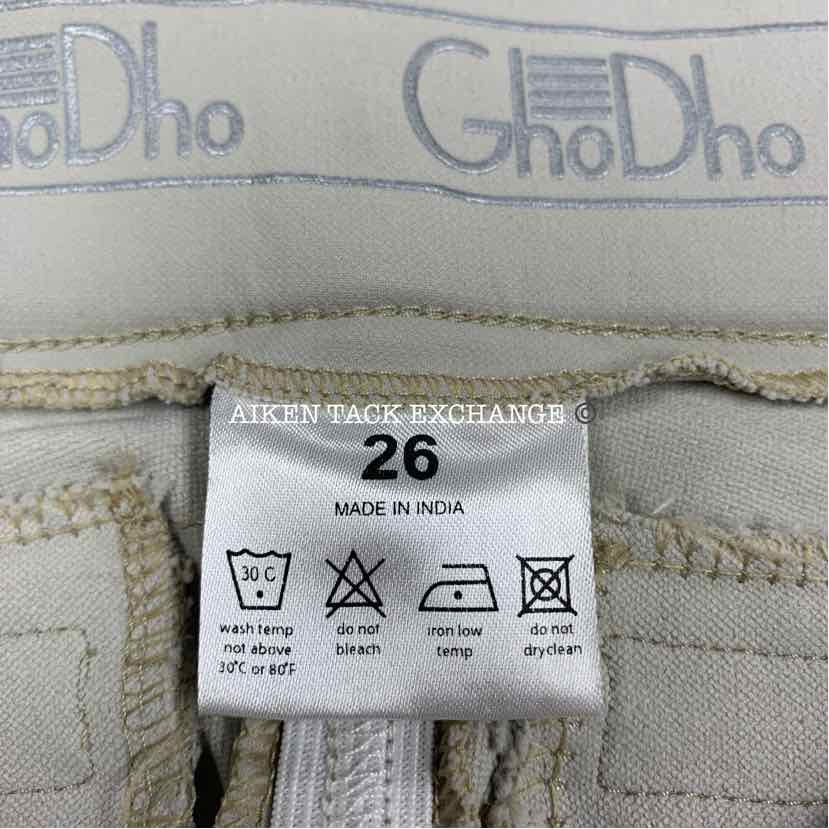 GhoDho GhoDho
AIKEN TACK EXCHANGE ©
26
MADE IN INDIA
30 C
wash temp not above 30°C or 80°F
do not bleach
iron low temp
do not dryclean